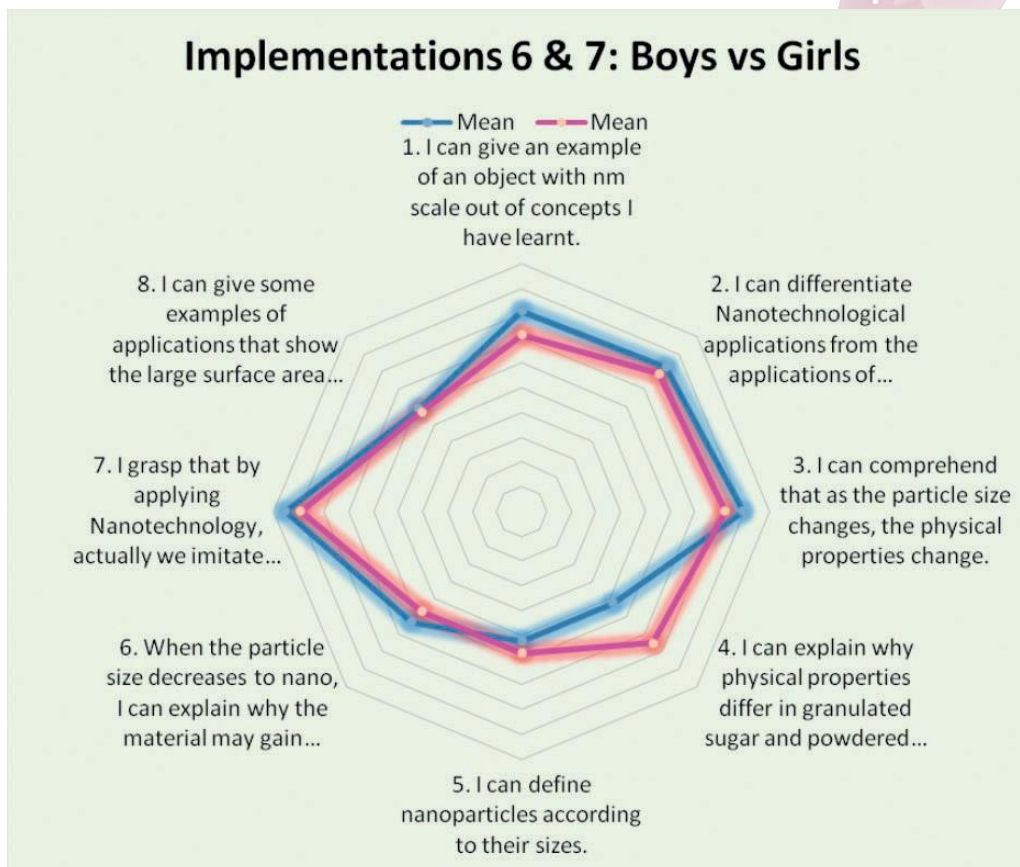 Implementations 6 & 7: Boys vs Girls
Mean Mean
1. I can give an example
of an object with nm
scale out of concepts I
have learnt.
2. I can differentiate
Nanotechnological
applications from the
applications of...
3. I can comprehend
that as the particle size
changes, the physical
properties change.
4. I can explain why
physical properties
differ in granulated
sugar and powdered...
5. I can define
nanoparticles according
to their sizes.
6. When the particle
size decreases to nano,
I can explain why the
material may gain...
7. I grasp that by
applying
Nanotechnology,
actually we imitate...
8. I can give some
examples of
applications that show
the large surface area...